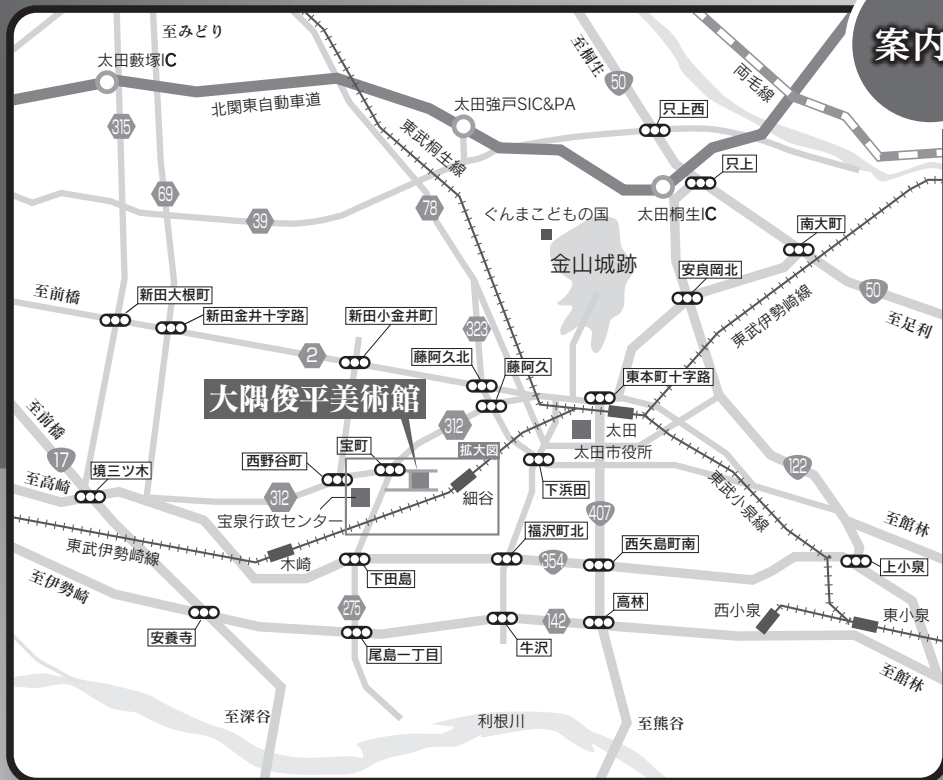 至みどり
案内
太田藪塚IC
至桐生
50
両毛線
北関東自動車道
太田強戸SIC&PA
只上西
315
東武桐生線
只上
69
39
78
ぐんまこどもの国
太田桐生IC
南大町
金山城跡
安良岡北
50
至前橋
新田大根町
新田金井十字路
新田小金井町
323
東武伊勢崎線
至足利
2
藤阿久北
藤阿久
東本町十字路
大隅俊平美術館
至前橋
312
太田
17
宝町
拡大図
太田市役所
西野谷町
122
至高崎
境三ツ木
312
細谷
下浜田
東武小泉線
宝泉行政センター
407
至館林
東武伊勢崎線
木崎
福沢町北
西矢島町南
354
下田島
上小泉
至伊勢崎
275
高林
西小泉
東小泉
安養寺
142
尾島一丁目
牛沢
至館林
至深谷
利根川
至熊谷